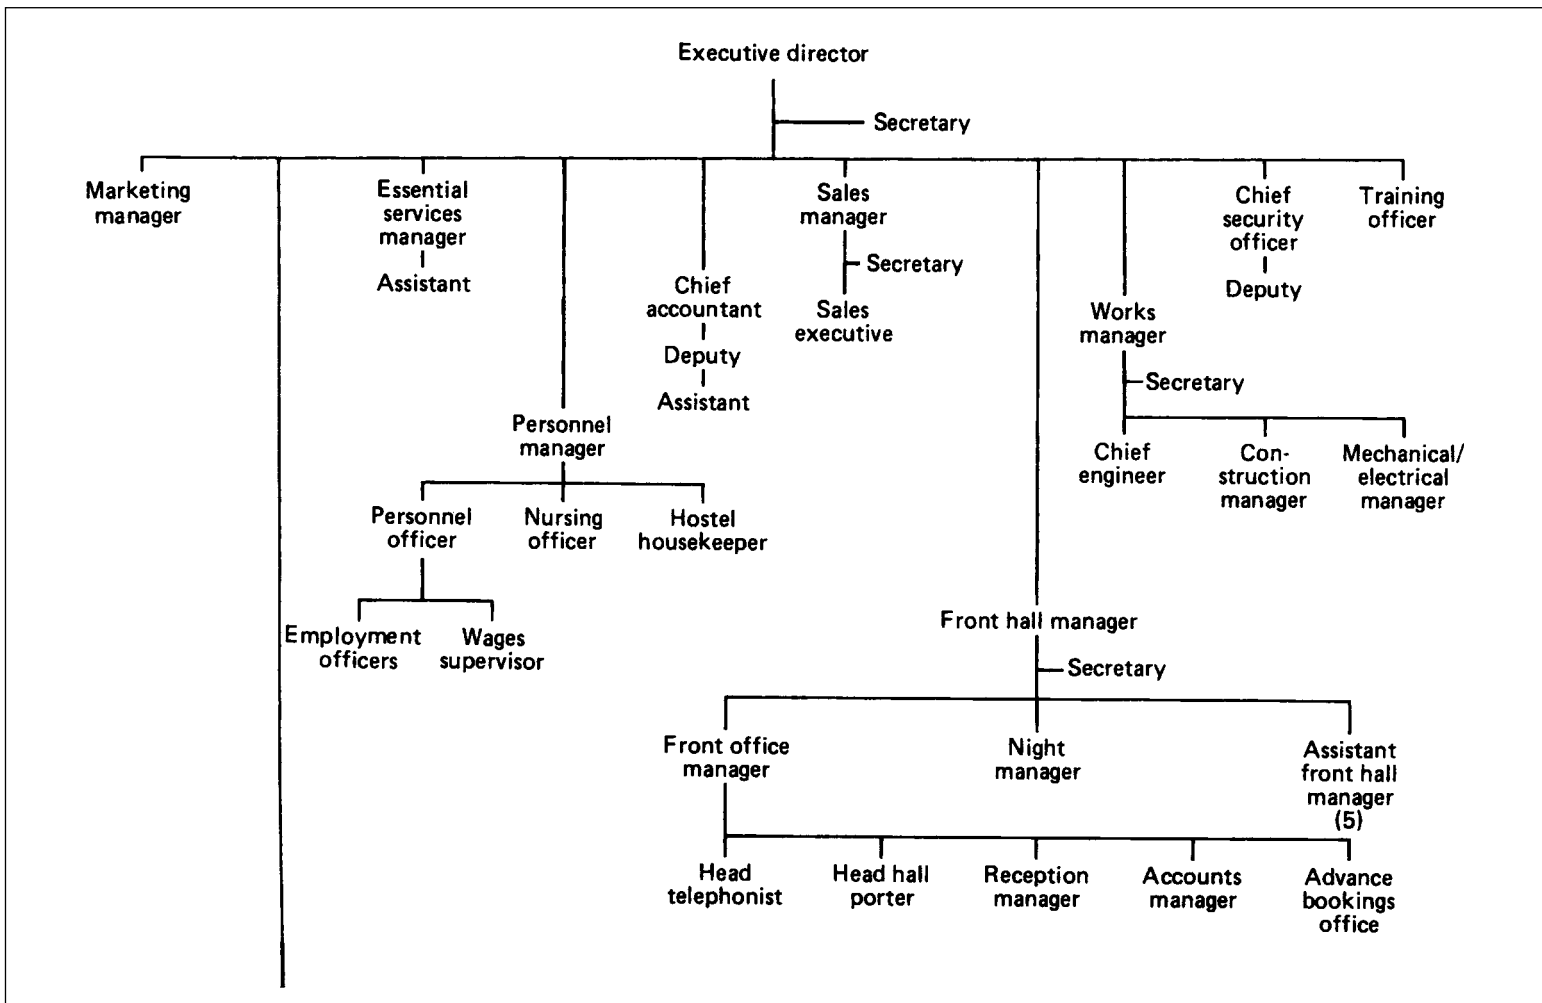 Executive director
Secretary
Marketing
manager
Essential
services
manager
Assistant
Sales
manager
Secretary
Sales
executive
Chief
security
officer
Deputy
Training
officer
Chief
accountant
Deputy
Assistant
Works
manager
Secretary
Chief
engineer
Con-
struction
manager
Mechanical/
electrical
manager
Personnel
manager
Personnel
officer
Nursing
officer
Hostel
housekeeper
Employment
officers
Wages
supervisor
Front hall manager
Secretary
Front office
manager
Night
manager
Assistant
front hall
manager
(5)
Head
telephonist
Head hall
porter
Reception
manager
Accounts
manager
Advance
bookings
office